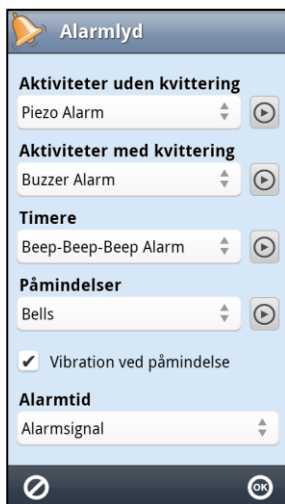 Alarmlyd
Aktiviteter uden kvittering
Piezo Alarm
Aktiviteter med kvittering
Buzzer Alarm
Timere
Beep-Beep-Beep Alarm
Påmindelser
Bells
Vibration ved påmindelse
Alarmtid
Alarmsignal
OK